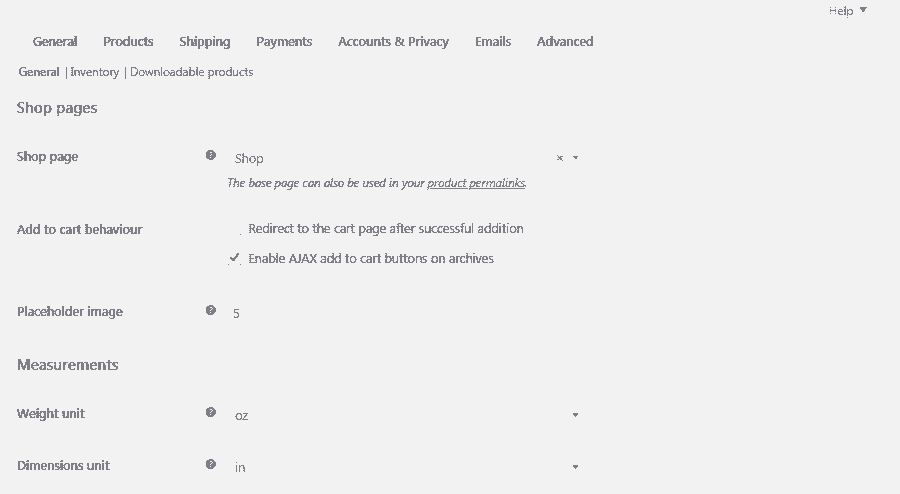 Help
General Products Shipping Payments Accounts & Privacy Emails Advanced
General | Inventory | Downloadable products
Shop pages
Shop page Shop
The base page can also be used in your product permalinks.
Add to cart behaviour Redirect to the cart page after successful addition
Enable AJAX add to cart buttons on archives
Placeholder image 5
Measurements
Weight unit oz
Dimensions unit in